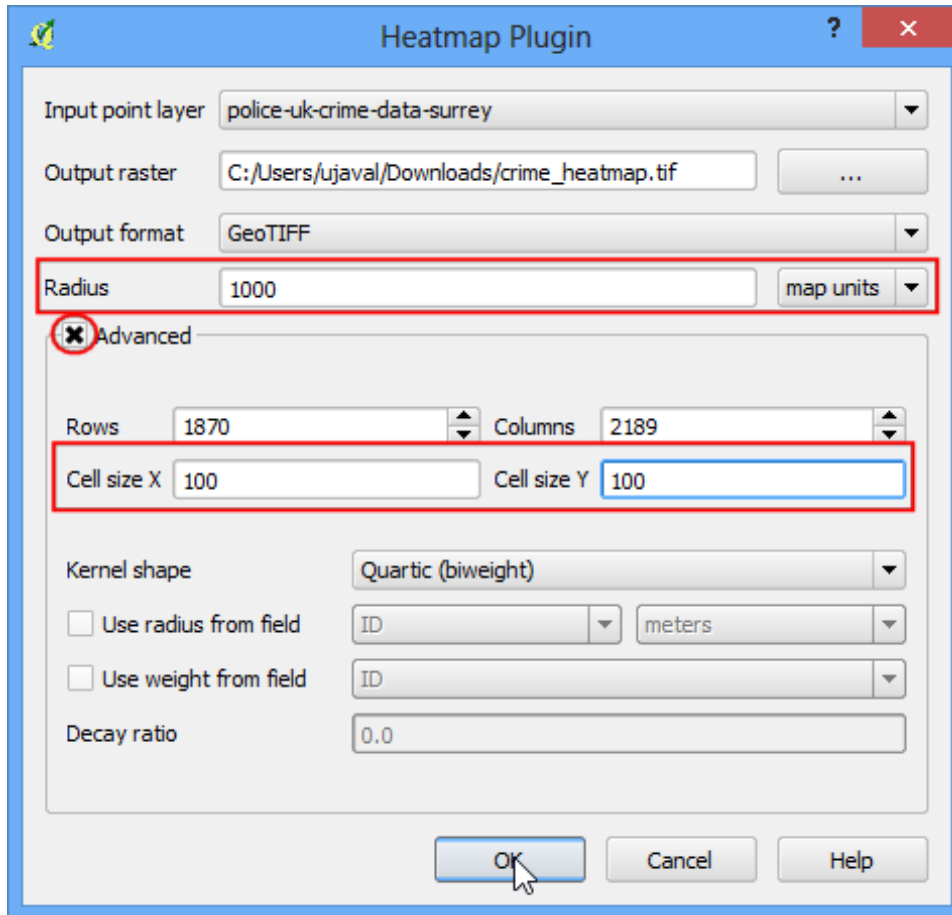 Heatmap Plugin ?
Input point layer police-uk-crime-data-surrey
Output raster C:/Users/ujaval/Downloads/crime_heatmap.tif ...
Output format GeoTIFF
Radius 1000 map units
Advanced
Rows 1870 Columns 2189
Cell size X 100 Cell size Y 100
Kernel shape Quartic (biweight)
Use radius from field ID meters
Use weight from field ID
Decay ratio 0.0
OK Cancel Help